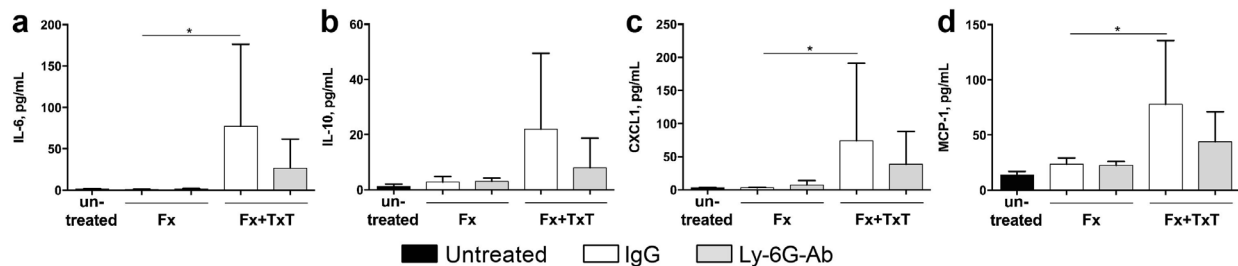 a
IL-6, pg/mL
200
150
100
50
0
*
un-
treated
Fx
Fx+TxT
b
IL-10, pg/mL
60
40
20
0
un-
treated
Fx
Fx+TxT
c
CXCL1, pg/mL
250
200
150
100
50
0
*
un-
treated
Fx
Fx+TxT
d
MCP-1, pg/mL
150
100
50
0
*
un-
treated
Fx
Fx+TxT
Untreated IgG Ly-6G-Ab